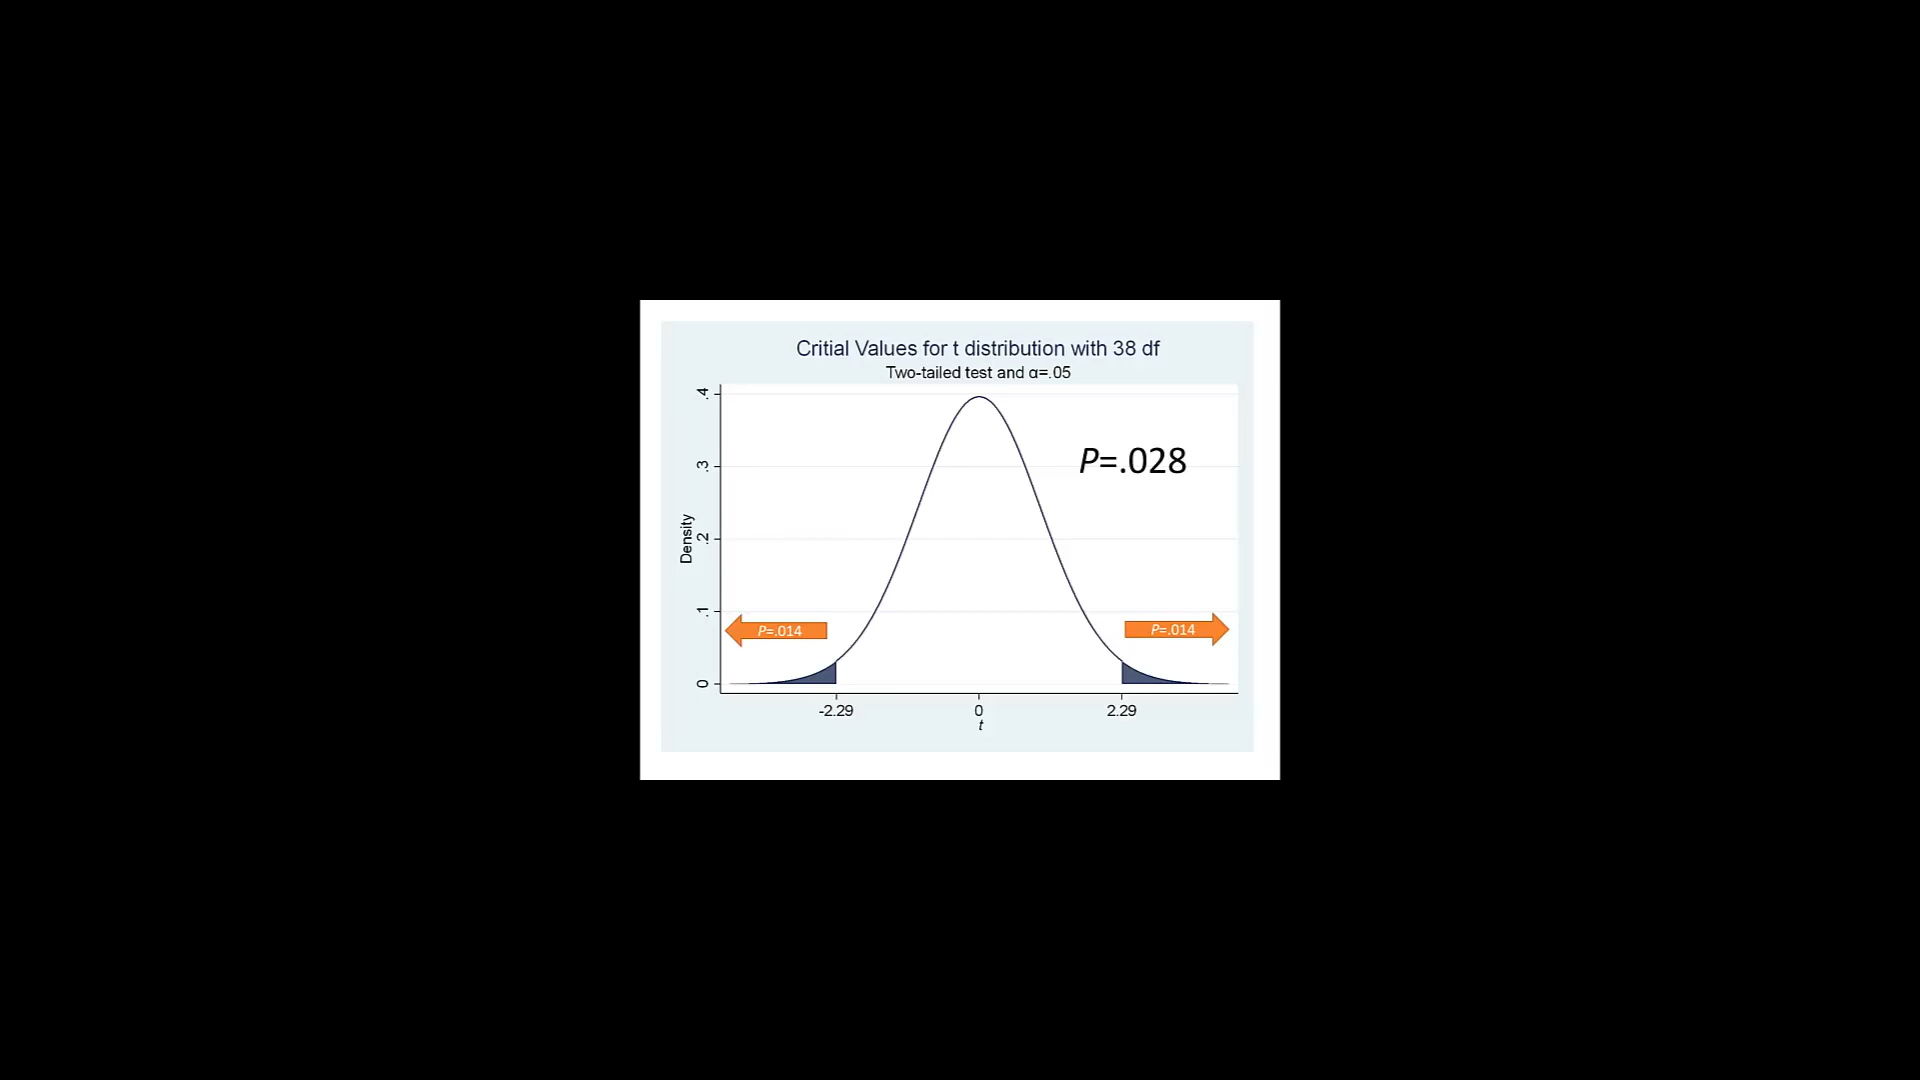 Critial Values for t distribution with 38 df
Two-tailed test and α=.05
.4
P=.028
.3
Density
.2
.1
P=.014
P=.014
0
-2.29
0
2.29
t